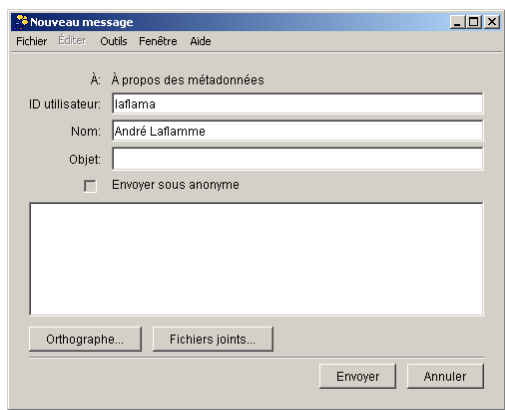 Nouveau message
Fichier Éditer Outils Fenêtre Aide
À: À propos des métadonnées
ID utilisateur: laflama
Nom: André Laflamme
Objet:
Envoyer sous anonyme
Orthographe... Fichiers joints...
Envoyer Annuler